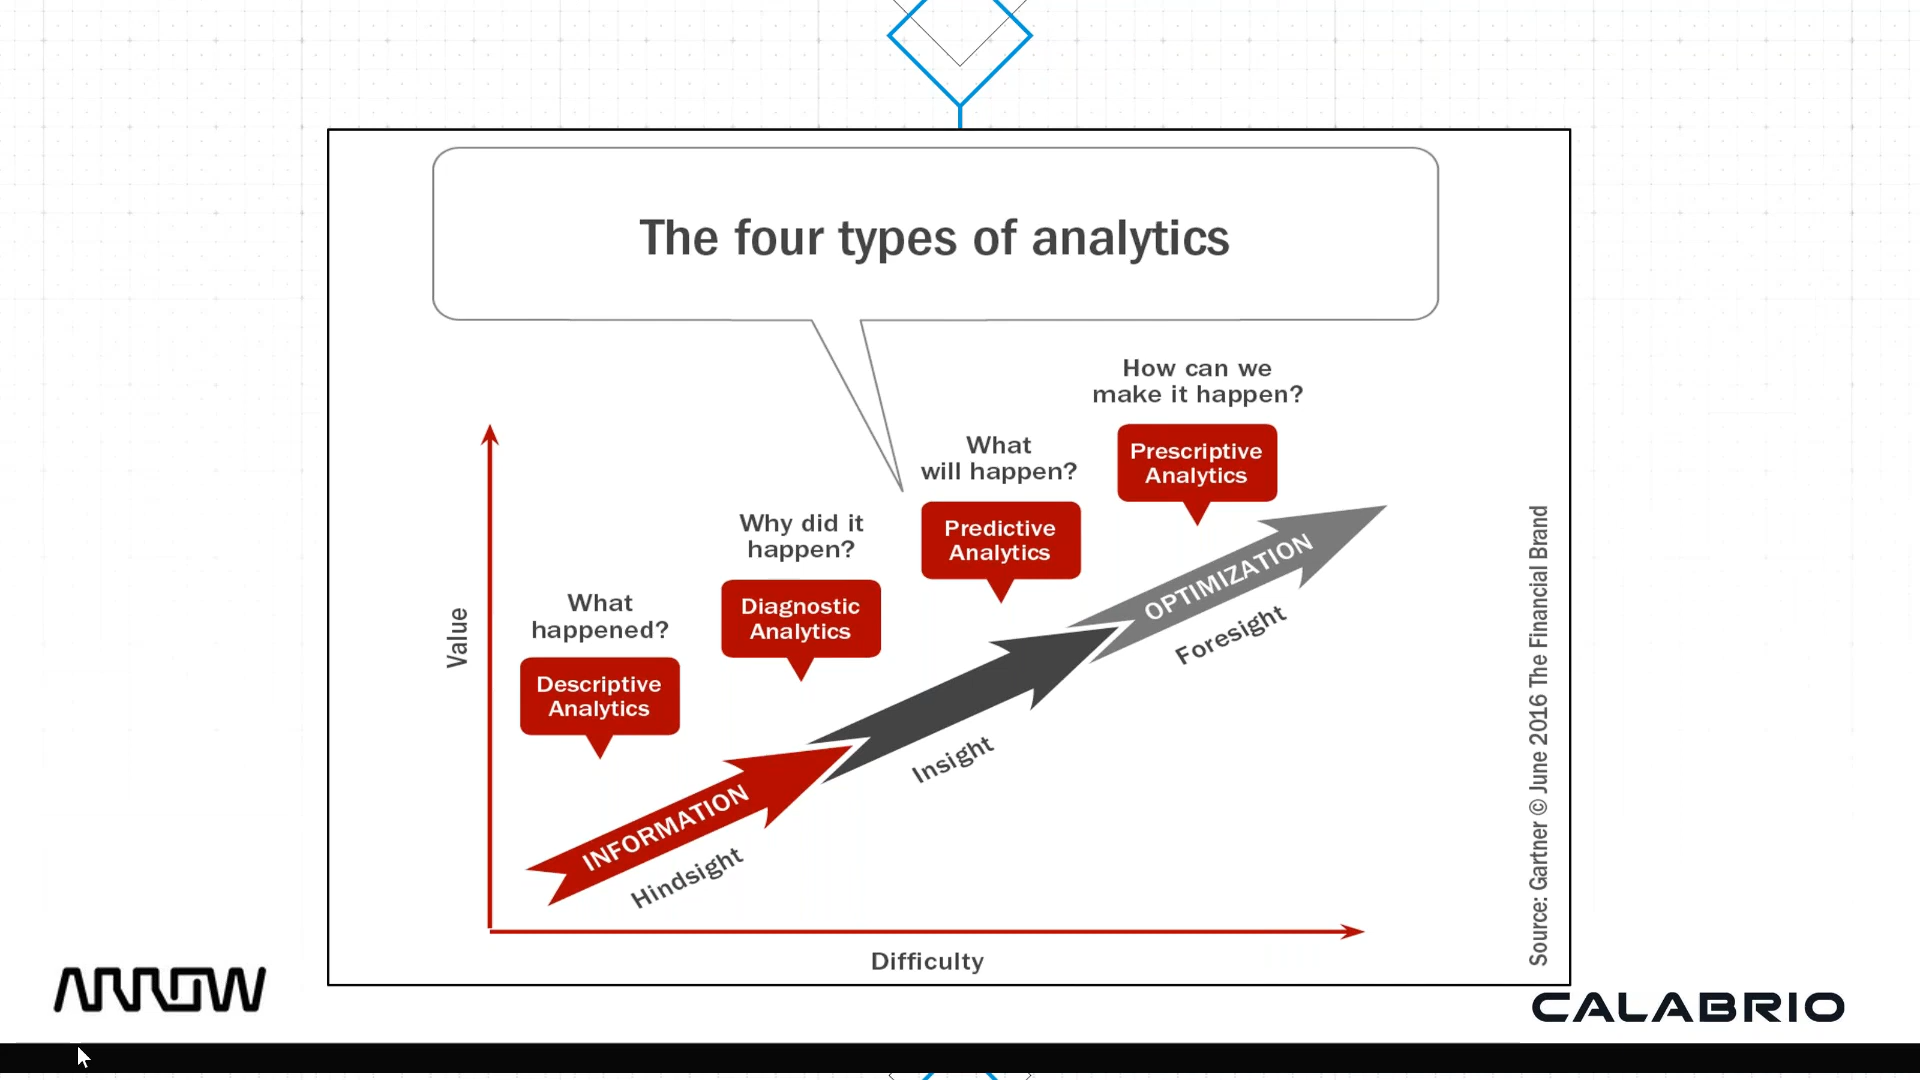 The four types of analytics
How can we
make it happen?
Prescriptive
Analytics
What
will happen?
Predictive
Analytics
Why did it
happen?
Diagnostic
Analytics
What
happened?
Descriptive
Analytics
Value
INFORMATION
Hindsight
Insight
OPTIMIZATION
Foresight
Difficulty
Source: Gartner © June 2016 The Financial Brand
ARROW
CALABRIO